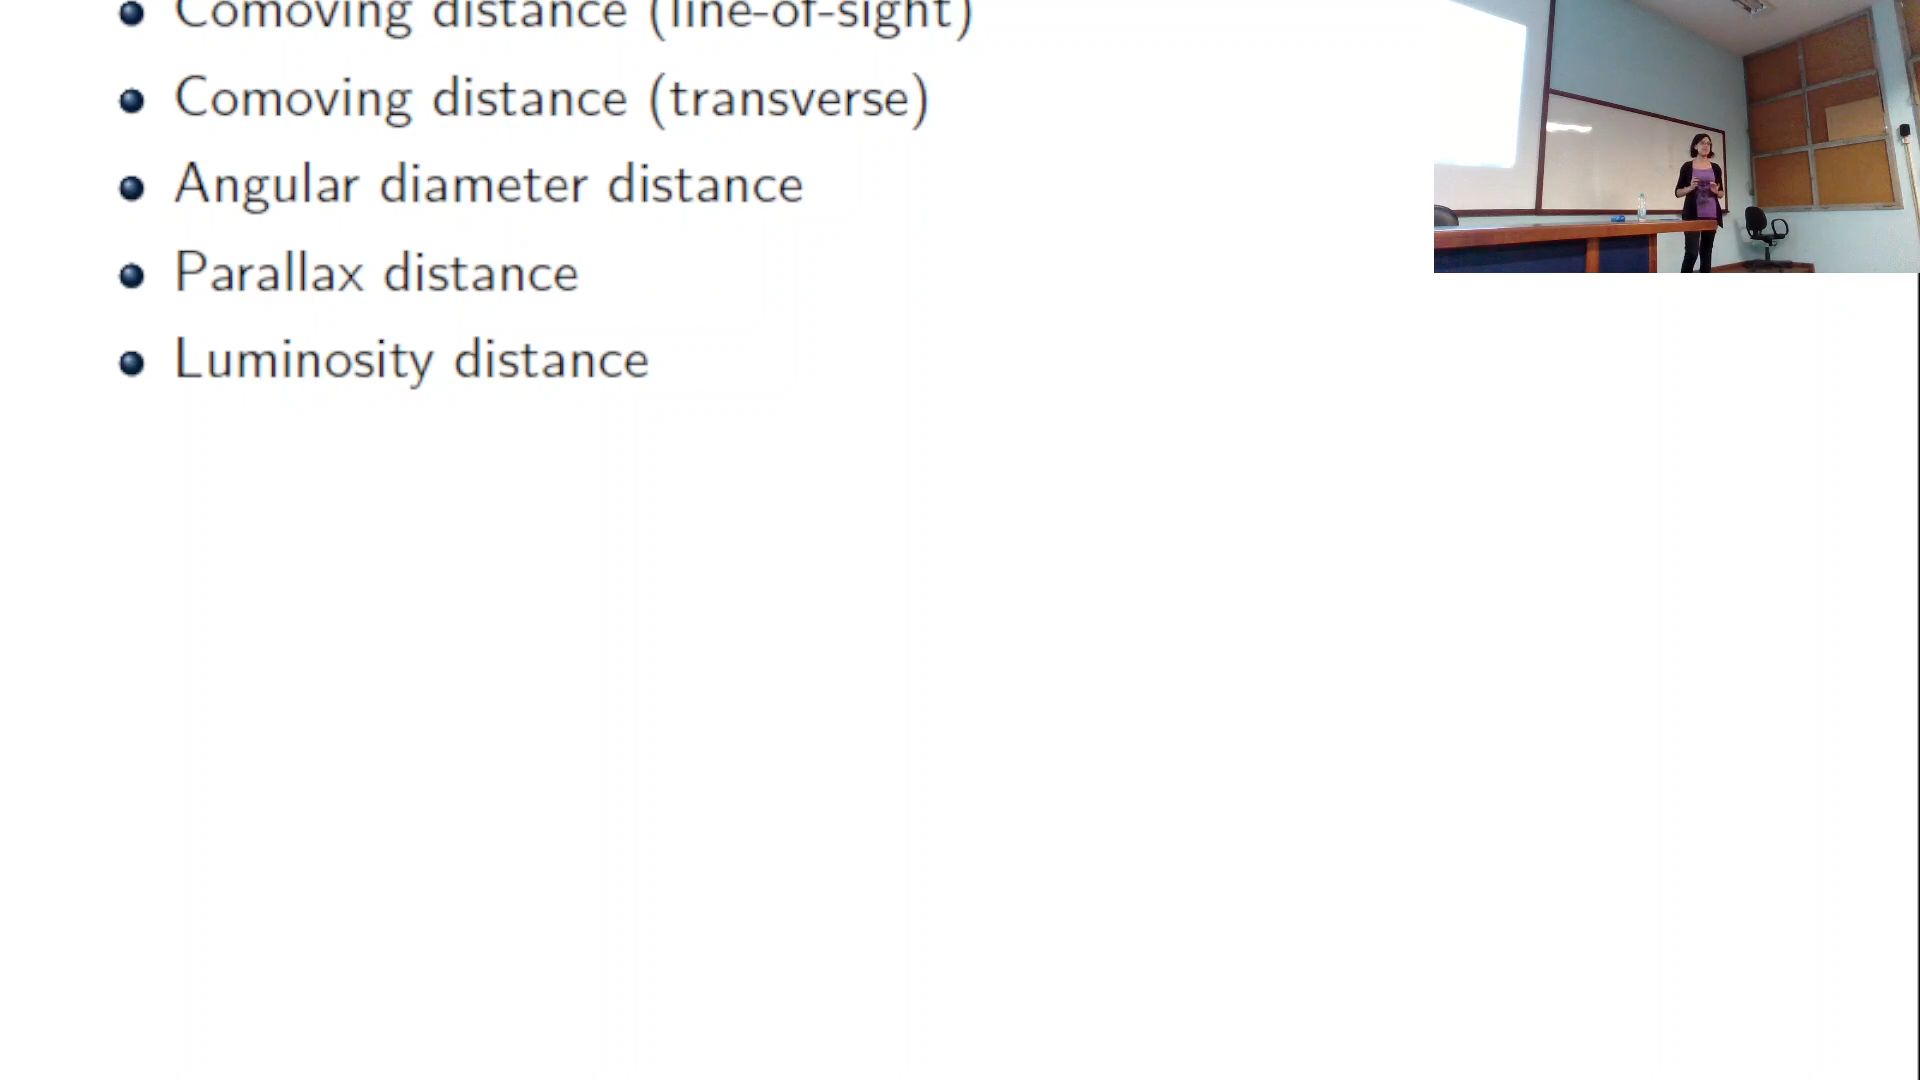 Comoving distance (line-of-sight)
Comoving distance (transverse)
Angular diameter distance
Parallax distance
Luminosity distance